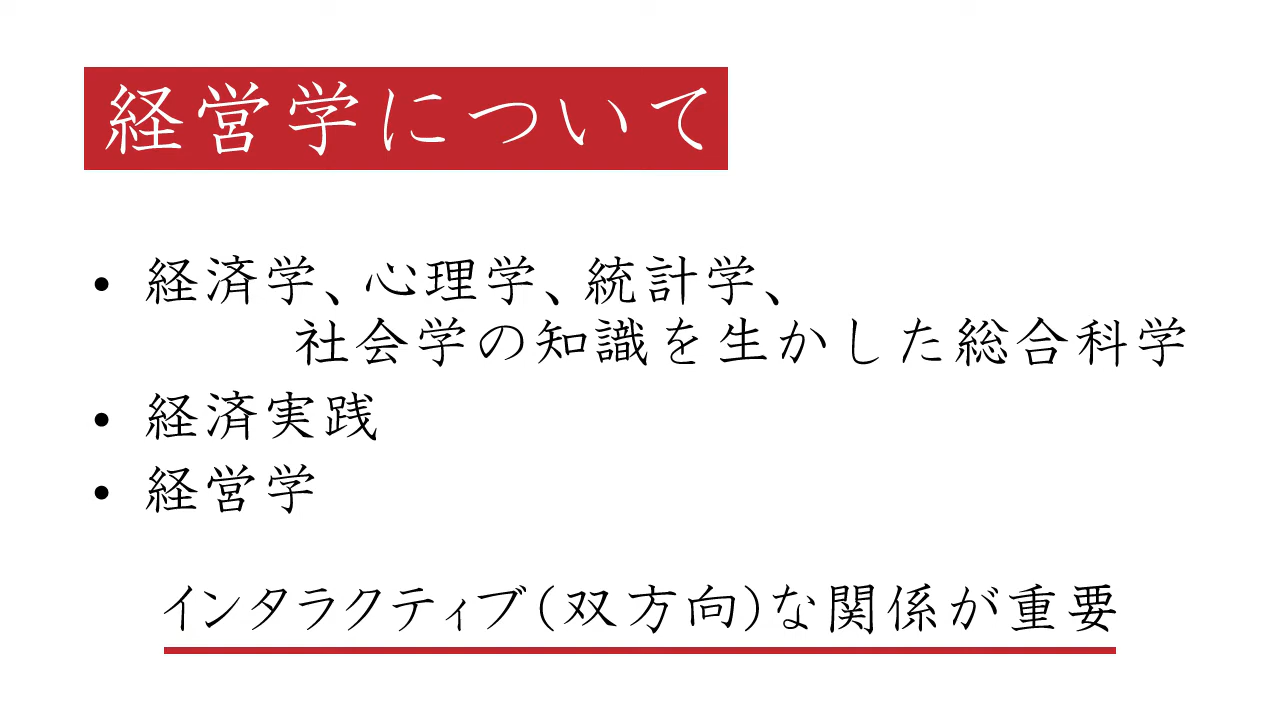 経営学について
• 経済学、心理学、統計学、
社会学の知識を生かした総合科学
• 経済実践
• 経営学
インタラクティブ(双方向)な関係が重要